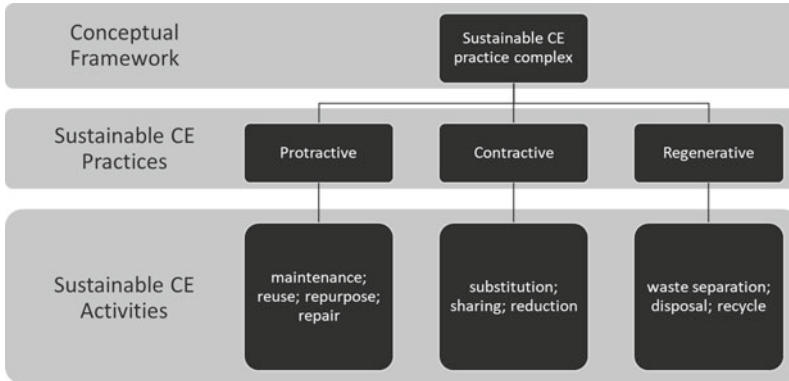 Conceptual
Framework
Sustainable CE
practice complex
Sustainable CE
Practices
Protractive
Contractive
Regenerative
Sustainable CE
Activities
maintenance;
reuse; repurpose;
repair
substitution;
sharing; reduction
waste separation;
disposal; recycle